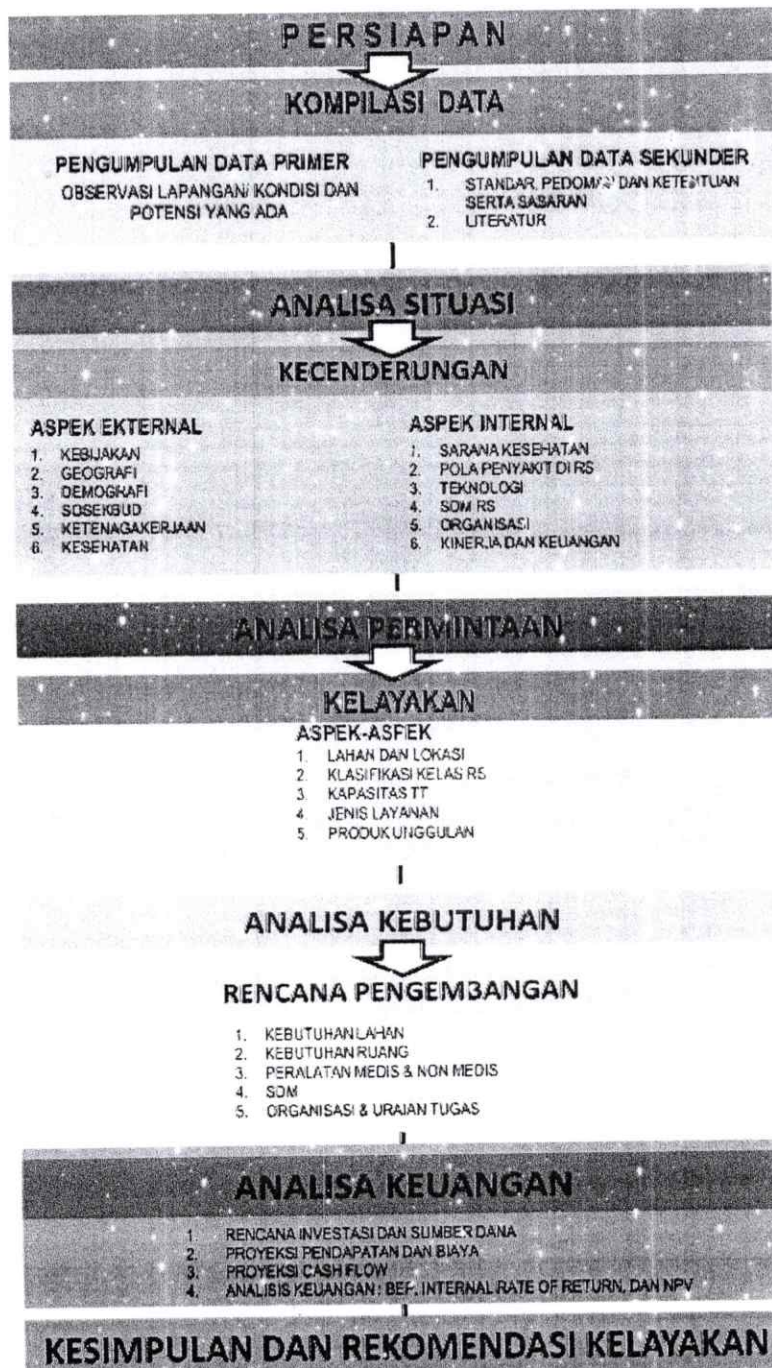 PERSIAPAN
KOMPILASI DATA
PENGUMPULAN DATA PRIMER
OBSERVASI LAPANGAN/ KONDISI DAN
POTENSI YANG ADA
PENGUMPULAN DATA SEKUNDER
1. STANDAR, PEDOMAN DAN KETENTUAN
SERTA SASARAN
2. LITERATUR
ANALISA SITUASI
KECENDERUNGAN
ASPEK EKTERNAL
1. KEBIJAKAN
2. GEOGRAFI
3. DEMOGRAFI
4. SOSEKBUD
5. KETENAGAKERJAAN
6. KESEHATAN
ASPEK INTERNAL
1. SARANA KESEHATAN
2. POLA PENYAKIT DI RS
3. TEKNOLOGI
4. SDM RS
5. ORGANISASI
6. KINERJA DAN KEUANGAN
ANALISA PERMINTAAN
KELAYAKAN
ASPEK-ASPEK
1. LAHAN DAN LOKASI
2. KLASIFIKASI KELAS RS
3. KAPASITAS TT
4. JENIS LAYANAN
5. PRODUK UNGGULAN
ANALISA KEBUTUHAN
RENCANA PENGEMBANGAN
1. KEBUTUHAN LAHAN
2. KEBUTUHAN RUANG
3. PERALATAN MEDIS & NON MEDIS
4. SDM
5. ORGANISASI & URAIAN TUGAS
ANALISA KEUANGAN
1. RENCANA INVESTASI DAN SUMBER DANA
2. PROYEKSI PENDAPATAN DAN BIAYA
3. PROYEKSI CASH FLOW
4. ANALISIS KEUANGAN : BEP, INTERNAL RATE OF RETURN, DAN NPV
KESIMPULAN DAN REKOMENDASI KELAYAKAN